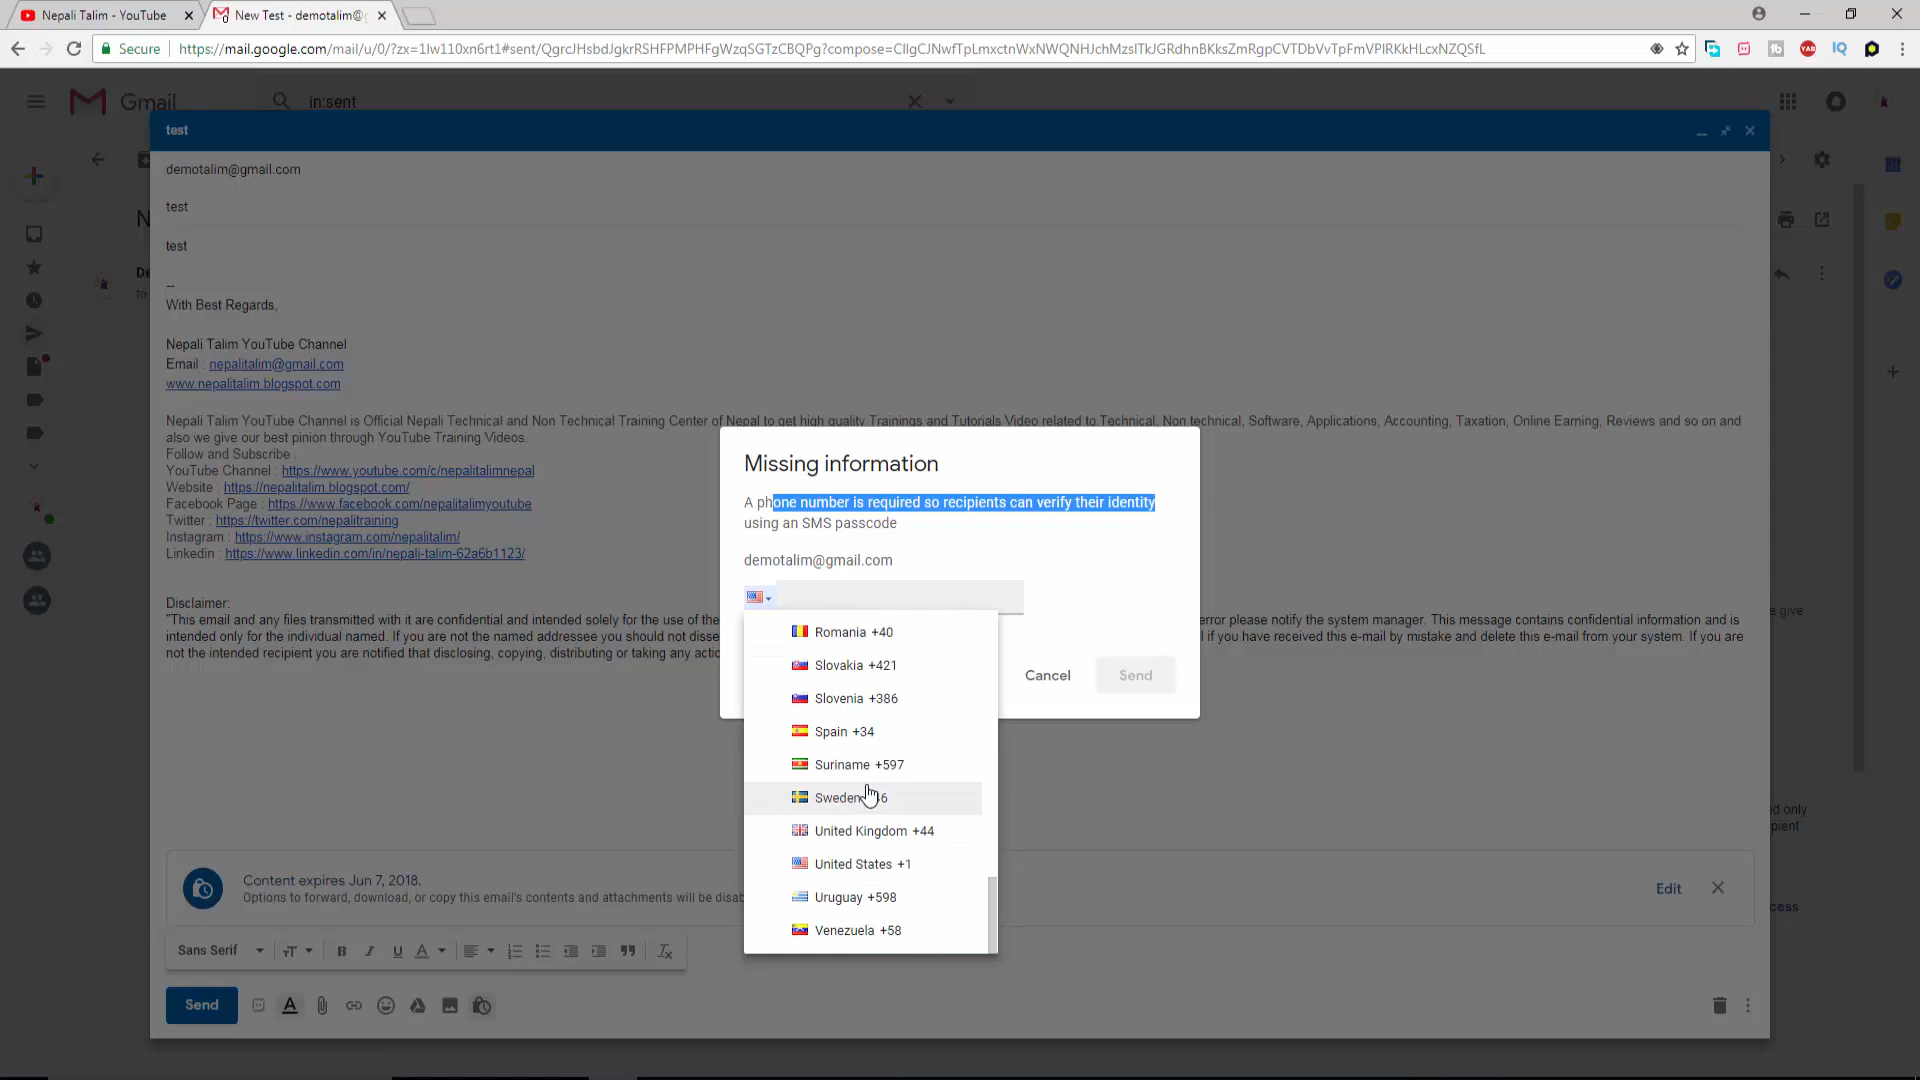 Nepali Talim - YouTube
New Test - demotalim@g
Secure
https://mail.google.com/mail/u/0/?zx=1lw110xn6rt1#sent/QgrcJHsbdJgkrRSHFPMPHFgWzqSGTzCBQPg?compose=CllgCJNwfTpLmxctnWxNWQNHJchMzslTkJGRdhnBKksZmRgpCVTDbVvTpFmVPlRKkHLcxNZQSfL
Gmail
in:sent
test
demotalim@gmail.com
test
test
--
With Best Regards,
Nepali Talim YouTube Channel
Email : nepalitalim@gmail.com
www.nepalitalim.blogspot.com
Nepali Talim YouTube Channel is Official Nepali Technical and Non Technical Training Center of Nepal to get high quality Trainings and Tutorials Video related to Technical, Non technical, Software, Applications, Accounting, Taxation, Online Earning, Reviews and so on and
also we give our best pinion through YouTube Training Videos.
Follow and Subscribe :
YouTube Channel : https://www.youtube.com/c/nepalitalimnepal
Website : https://nepalitalim.blogspot.com/
Facebook Page : https://www.facebook.com/nepalitalimyoutube
Twitter : https://twitter.com/nepalitraining
Instagram : https://www.instagram.com/nepalitalim/
Linkedin : https://www.linkedin.com/in/nepali-talim-62a6b1123/
Disclaimer:
"This email and any files transmitted with it are confidential and intended solely for the use of the error please notify the system manager. This message contains confidential information and is
intended only for the individual named. If you are not the named addressee you should not disse if you have received this e-mail by mistake and delete this e-mail from your system. If you are
not the intended recipient you are notified that disclosing, copying, distributing or taking any actio
Missing information
A phone number is required so recipients can verify their identity
using an SMS passcode
demotalim@gmail.com
Romania +40
Slovakia +421
Slovenia +386
Spain +34
Suriname +597
Sweden
United Kingdom +44
United States +1
Uruguay +598
Venezuela +58
Cancel
Send
Content expires Jun 7, 2018.
Options to forward, download, or copy this email's contents and attachments will be disab
Edit
Sans Serif
Send